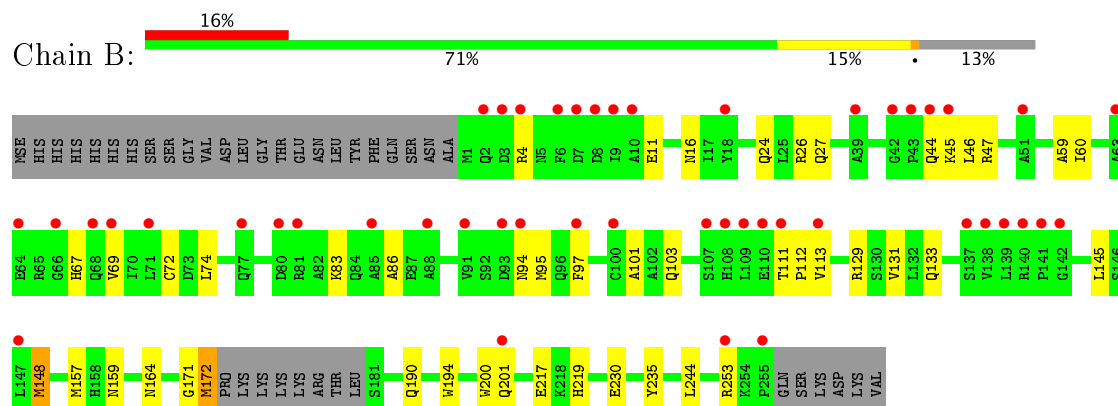 16%
Chain B:
71% 15% • 13%
MSE HIS HIS HIS HIS HIS HIS SER SER GLY VAL ASP LEU GLY THR GLU ASN LEU TYR PHE GLN SER ASN ALA M1 Q2 D3 R4 N5 F6 D7 D8 I9 A10 E11 N16 I17 Y18 Q24 L25 R26 Q27 A39 G42 P43 Q44 K45 L46 R47 A51 A59 I60 A63
E64 R65 G66 H67 Q68 V69 I70 L71 C72 D73 L74 Q77 D80 R81 A82 K83 Q84 A85 A86 E87 A88 V91 S92 D93 N94 M95 Q96 F97 C100 A101 A102 Q103 S107 H108 L109 E110 T111 P112 V113 R129 S130 V131 L132 Q133 S137 V138 L139 R140 P141 G142 L145 S146
L147 M148 M157 H158 N159 N164 G171 M172 PRO LYS LYS LYS LYS ARG THR LEU S181 Q190 W194 W200 Q201 E217 K218 H219 E230 Y235 L244 R253 K254 P255 GLN SER LYS ASP LYS VAL